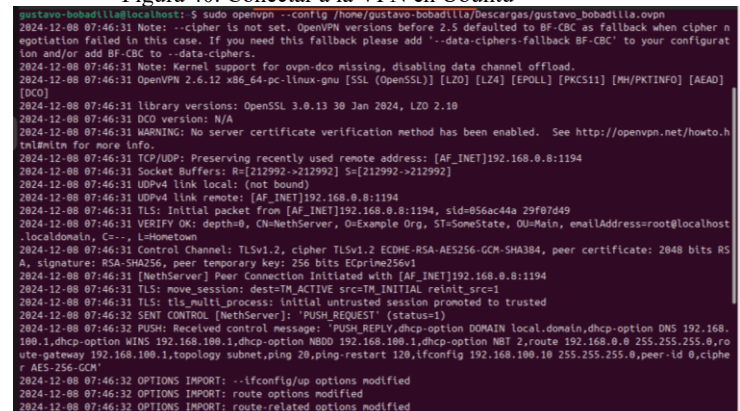 Figura 40. Conectar a la VPN en Ubuntu
gustavo-bobadilla@localhost:~$ sudo openvpn --config /home/gustavo-bobadilla/Descargas/gustavo_bobadilla.ovpn
2024-12-08 07:46:31 Note: --cipher is not set. OpenVPN versions before 2.5 defaulted to BF-CBC as fallback when cipher n
egotiation failed in this case. If you need this fallback please add '--data-ciphers-fallback BF-CBC' to your configurat
ion and/or add BF-CBC to --data-ciphers.
2024-12-08 07:46:31 Note: Kernel support for ovpn-dco missing, disabling data channel offload.
2024-12-08 07:46:31 OpenVPN 2.6.12 x86_64-pc-linux-gnu [SSL (OpenSSL)] [LZO] [LZ4] [EPOLL] [PKCS11] [MH/PKTINFO] [AEAD]
[DCO]
2024-12-08 07:46:31 library versions: OpenSSL 3.0.13 30 Jan 2024, LZO 2.10
2024-12-08 07:46:31 DCO version: N/A
2024-12-08 07:46:31 WARNING: No server certificate verification method has been enabled.  See http://openvpn.net/howto.h
tml#mitm for more info.
2024-12-08 07:46:31 TCP/UDP: Preserving recently used remote address: [AF_INET]192.168.0.8:1194
2024-12-08 07:46:31 Socket Buffers: R=[212992->212992] S=[212992->212992]
2024-12-08 07:46:31 UDPv4 link local: (not bound)
2024-12-08 07:46:31 UDPv4 link remote: [AF_INET]192.168.0.8:1194
2024-12-08 07:46:31 TLS: Initial packet from [AF_INET]192.168.0.8:1194, sid=056ac44a 29f07d49
2024-12-08 07:46:31 VERIFY OK: depth=0, CN=NethServer, O=Example Org, ST=SomeState, OU=Main, emailAddress=root@localhost
.localdomain, C=--, L=Hometown
2024-12-08 07:46:31 Control Channel: TLSv1.2, cipher TLSv1.2 ECDHE-RSA-AES256-GCM-SHA384, peer certificate: 2048 bits RS
A, signature: RSA-SHA256, peer temporary key: 256 bits ECprime256v1
2024-12-08 07:46:31 [NethServer] Peer Connection Initiated with [AF_INET]192.168.0.8:1194
2024-12-08 07:46:31 TLS: move_session: dest=TM_ACTIVE src=TM_INITIAL reinit_src=1
2024-12-08 07:46:31 TLS: tls_multi_process: initial untrusted session promoted to trusted
2024-12-08 07:46:32 SENT CONTROL [NethServer]: 'PUSH_REQUEST' (status=1)
2024-12-08 07:46:32 PUSH: Received control message: 'PUSH_REPLY,dhcp-option DOMAIN local.domain,dhcp-option DNS 192.168.
100.1,dhcp-option WINS 192.168.100.1,dhcp-option NBDD 192.168.100.1,dhcp-option NBT 2,route 192.168.0.0 255.255.255.0,ro
ute-gateway 192.168.100.1,topology subnet,ping 20,ping-restart 120,ifconfig 192.168.100.10 255.255.255.0,peer-id 0,ciphe
r AES-256-GCM'
2024-12-08 07:46:32 OPTIONS IMPORT: --ifconfig/up options modified
2024-12-08 07:46:32 OPTIONS IMPORT: route options modified
2024-12-08 07:46:32 OPTIONS IMPORT: route-related options modified